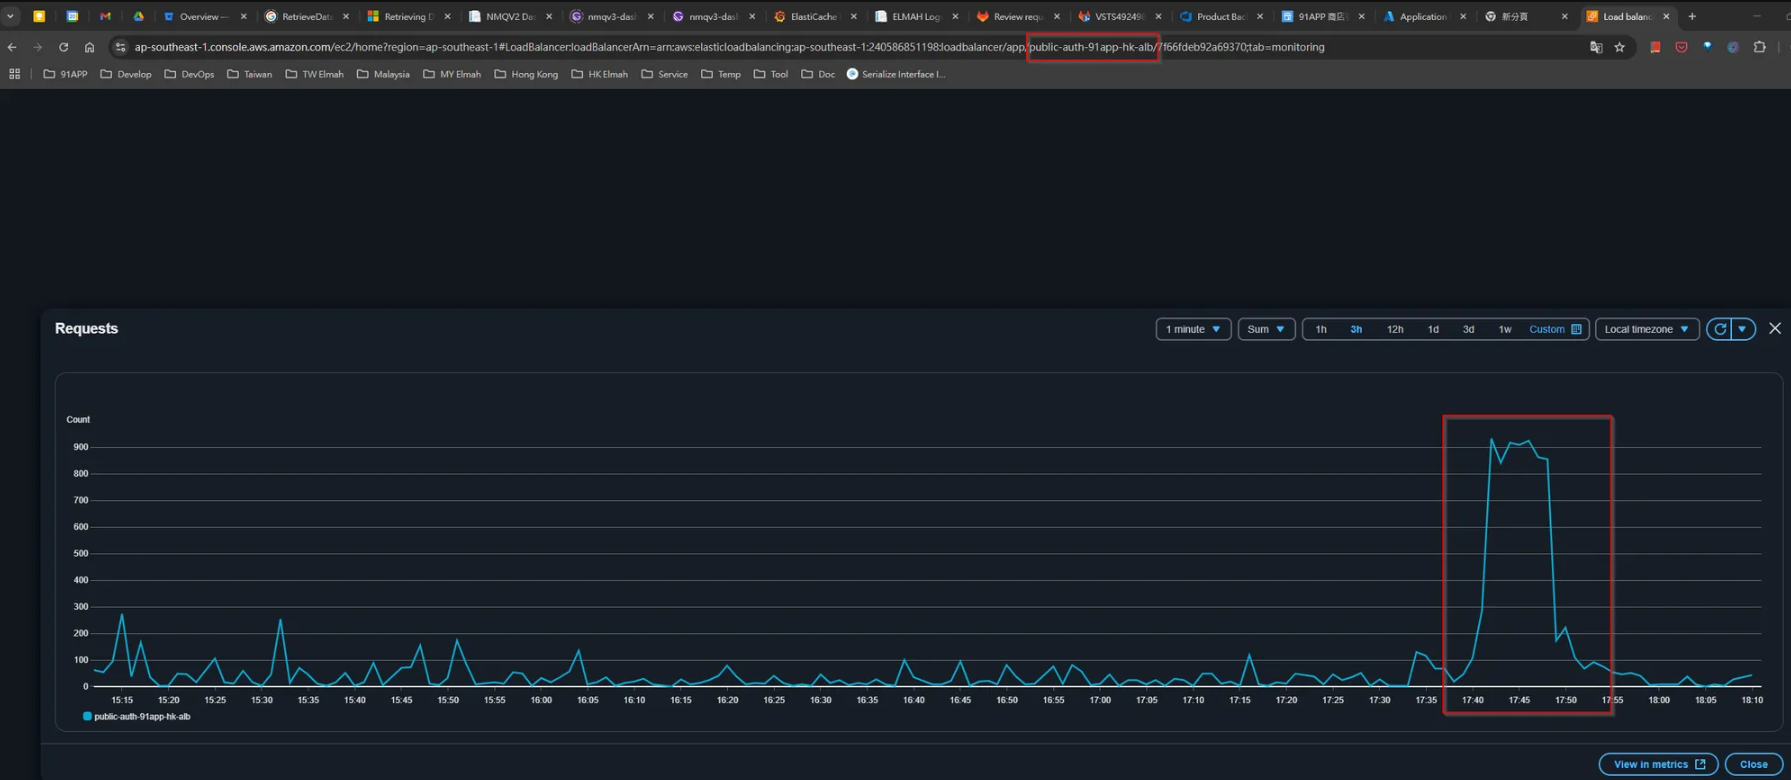 Overview —
RetrieveData
Retrieving D
NMQV2 Das
nmqv3-dash
nmqv3-dash
ElastiCache
ELMAH Log
Review requ
VSTS492498
Product Bac
91APP 商店
Application
新分頁
Load balanc
ap-southeast-1.console.aws.amazon.com/ec2/home?region=ap-southeast-1#LoadBalancer:loadBalancerArn=arn:aws:elasticloadbalancing:ap-southeast-1:240586851198:loadbalancer/app/public-auth-91app-hk-alb/7f66fdeb92a69370;tab=monitoring
91APP Develop DevOps Taiwan TW Elmah Malaysia MY Elmah Hong Kong HK Elmah Service Temp Tool Doc Serialize Interface I...
Requests
1 minute Sum 1h 3h 12h 1d 3d 1w Custom Local timezone
Count
900
800
700
600
500
400
300
200
100
0
15:15 15:20 15:25 15:30 15:35 15:40 15:45 15:50 15:55 16:00 16:05 16:10 16:15 16:20 16:25 16:30 16:35 16:40 16:45 16:50 16:55 17:00 17:05 17:10 17:15 17:20 17:25 17:30 17:35 17:40 17:45 17:50 17:55 18:00 18:05 18:10
public-auth-91app-hk-alb
View in metrics Close